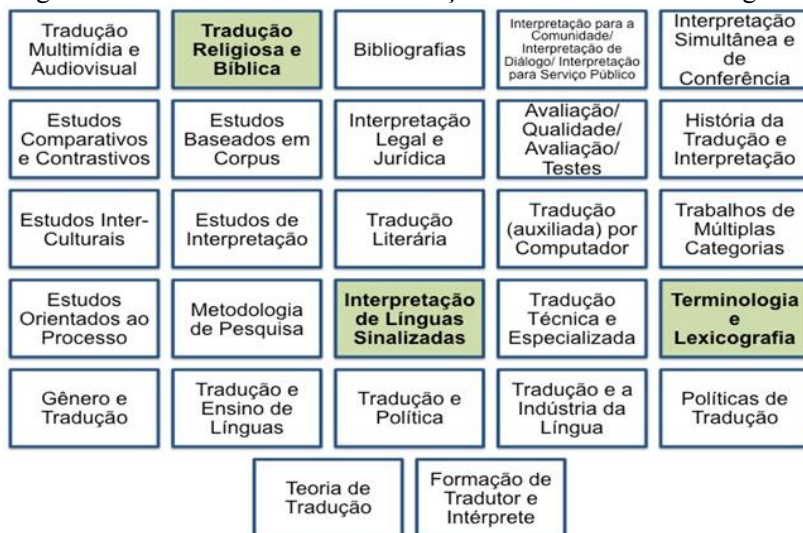 Tradução
Multimídia e
Audiovisual
Tradução
Religiosa e
Bíblica
Bibliografias
Interpretação para a
Comunidade/
Interpretação de
Diálogo/ Interpretação
para Serviço Público
Interpretação
Simultânea e
de
Conferência
Estudos
Comparativos
e Contrastivos
Estudos
Baseados em
Corpus
Interpretação
Legal e
Jurídica
Avaliação/
Qualidade/
Avaliação/
Testes
História da
Tradução e
Interpretação
Estudos Inter-
Culturais
Estudos de
Interpretação
Tradução
Literária
Tradução
(auxiliada) por
Computador
Trabalhos de
Múltiplas
Categorias
Estudos
Orientados ao
Processo
Metodologia
de Pesquisa
Interpretação
de Línguas
Sinalizadas
Tradução
Técnica e
Especializada
Terminologia
e
Lexicografia
Gênero e
Tradução
Tradução e
Ensino de
Línguas
Tradução e
Política
Tradução e a
Indústria da
Língua
Políticas de
Tradução
Teoria de
Tradução
Formação de
Tradutor e
Intérprete